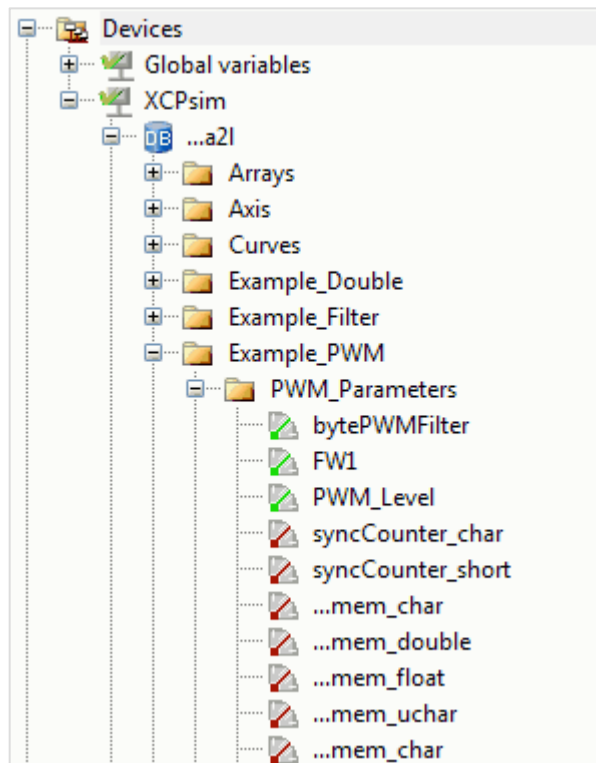 Devices
Global variables
XCPsim
DB ...a2l
Arrays
Axis
Curves
Example_Double
Example_Filter
Example_PWM
PWM_Parameters
bytePWMFilter
FW1
PWM_Level
syncCounter_char
syncCounter_short
...mem_char
...mem_double
...mem_float
...mem_uchar
...mem_char